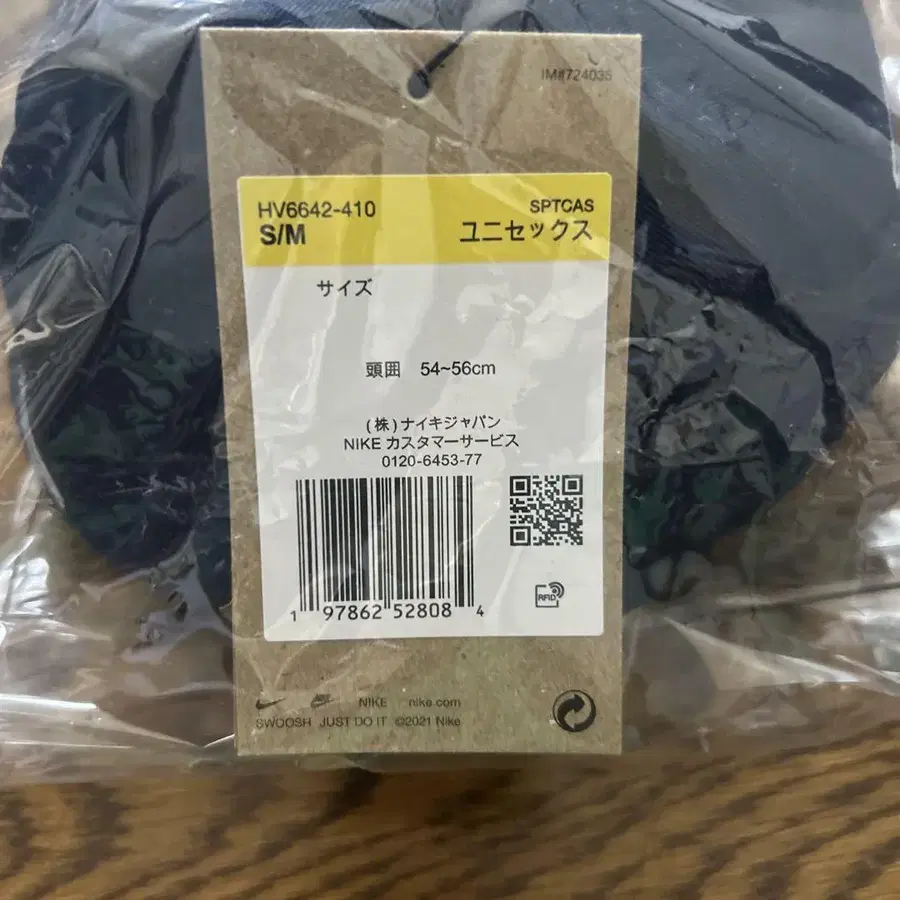 IM#724035
HV6642-410
SPTCAS
S/M
ユニセックス
サイズ
頭囲 54~56cm
(株)ナイキジャパン
NIKE カスタマーサービス
0120-6453-77
1 97862 52808 4
RFID
NIKE nike.com
SWOOSH JUST DO IT ©2021 Nike